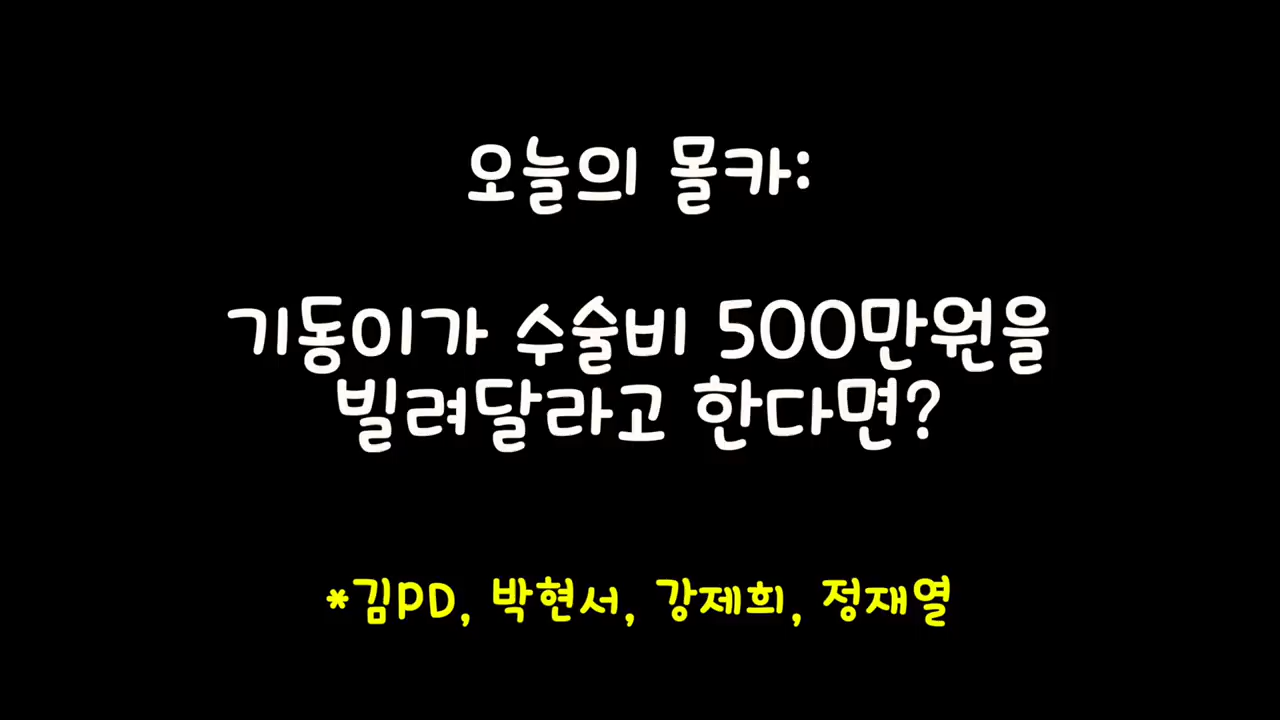 오늘의 몰카:
기동이가 수술비 500만원을
빌려달라고 한다면?
*김PD, 박현서, 강제희, 정재열